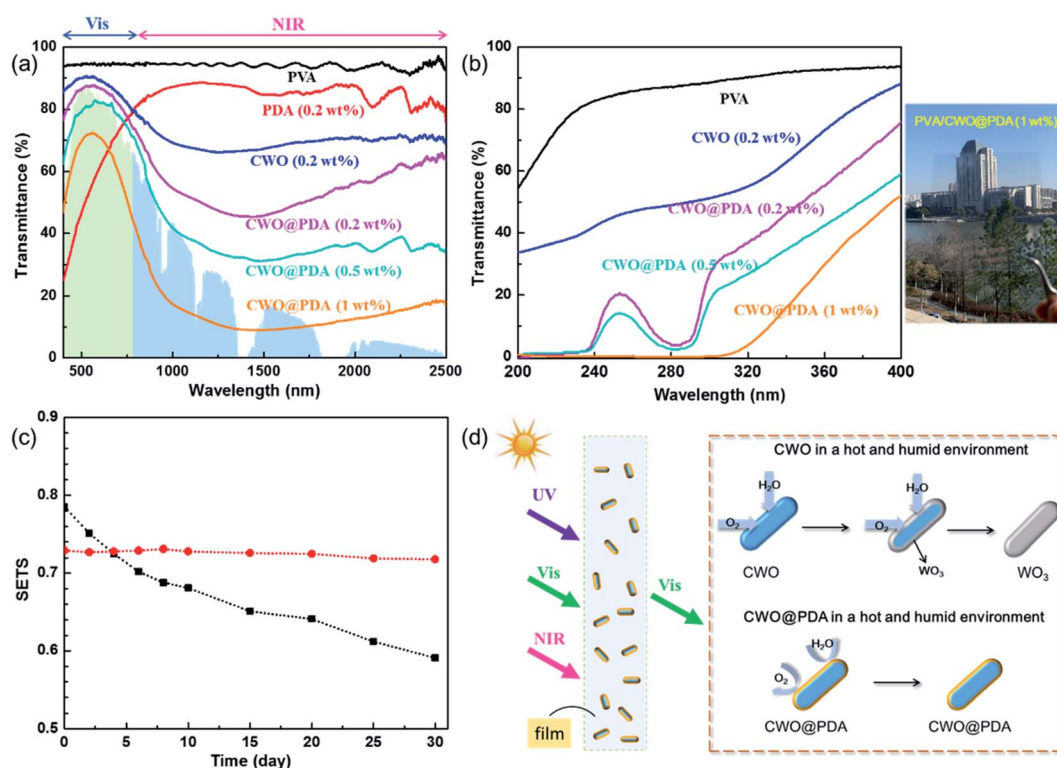 Vis
NIR
(a)
100
80
60
40
20
0
Transmittance (%)
500
1000
1500
2000
2500
Wavelength (nm)
PVA
PDA (0.2 wt%)
CWO (0.2 wt%)
CWO@PDA (0.2 wt%)
CWO@PDA (0.5 wt%)
CWO@PDA (1 wt%)
(b)
100
80
60
40
20
0
Transmittance (%)
200
240
280
320
360
400
Wavelength (nm)
PVA
CWO (0.2 wt%)
CWO@PDA (0.2 wt%)
CWO@PDA (0.5 wt%)
CWO@PDA (1 wt%)
PVA/CWO@PDA (1 wt%)
(c)
0.9
0.8
0.7
0.6
0.5
SETS
0
5
10
15
20
25
30
Time (day)
(d)
UV
Vis
NIR
Vis
film
CWO in a hot and humid environment
H₂O
O₂
CWO
H₂O
O₂
WO₃
WO₃
CWO@PDA in a hot and humid environment
H₂O
O₂
CWO@PDA
CWO@PDA